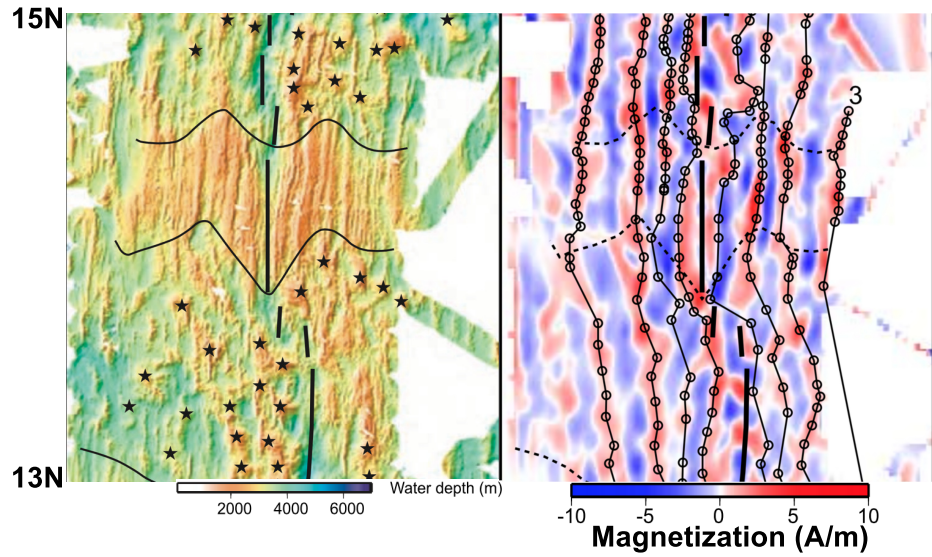 15N
3
13N
Water depth (m)
2000 4000 6000
-10 -5 0 5 10
Magnetization (A/m)